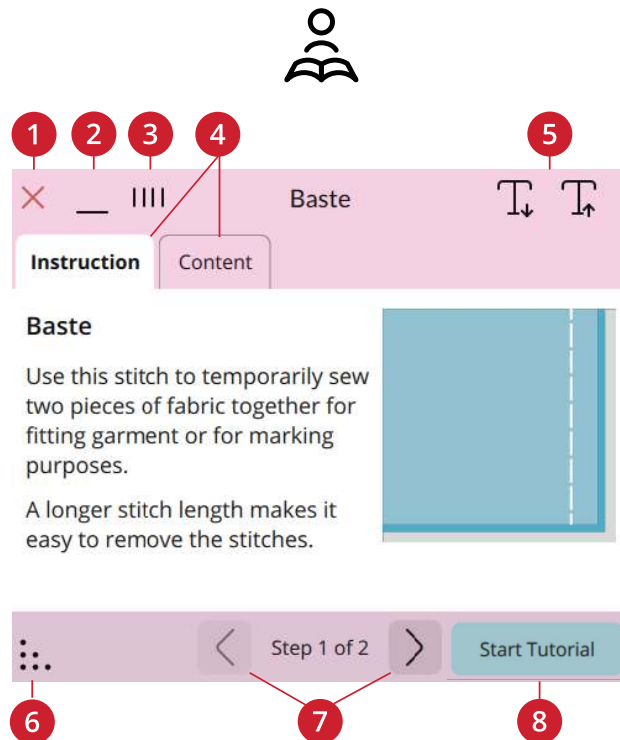 1 2 3 4 5
Baste
Instruction Content
Baste
Use this stitch to temporarily sew
two pieces of fabric together for
fitting garment or for marking
purposes.
A longer stitch length makes it
easy to remove the stitches.
Step 1 of 2 Start Tutorial
6 7 8